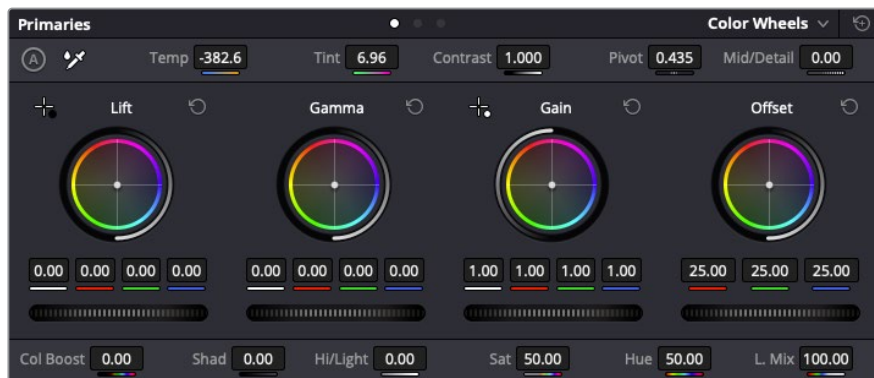 Primaries Color Wheels
A Temp -382.6 Tint 6.96 Contrast 1.000 Pivot 0.435 Mid/Detail 0.00
Lift Gamma Gain Offset
0.00 0.00 0.00 0.00 0.00 0.00 0.00 0.00 1.00 1.00 1.00 1.00 25.00 25.00 25.00
Col Boost 0.00 Shad 0.00 Hi/Light 0.00 Sat 50.00 Hue 50.00 L. Mix 100.00